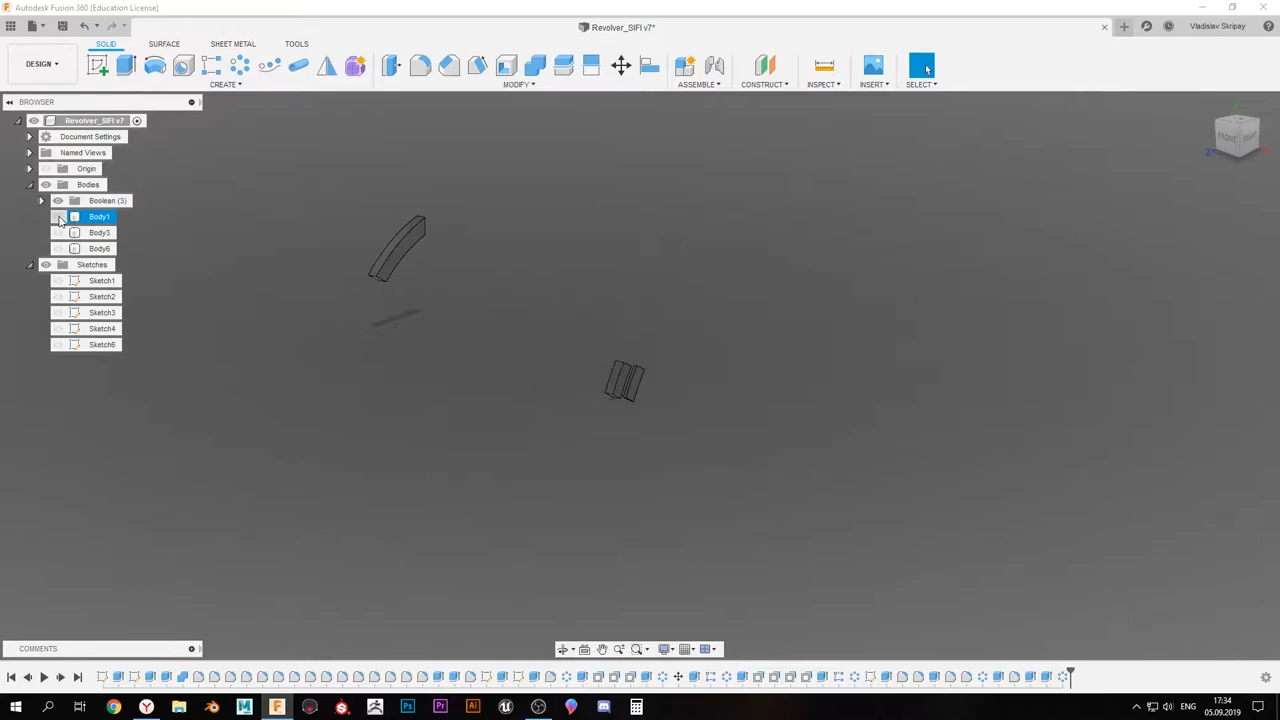 Autodesk Fusion 360 (Education License)
Revolver_SIFI v7*
Vladislav Skripay
SOLID SURFACE SHEET METAL TOOLS
DESIGN
CREATE MODIFY ASSEMBLE CONSTRUCT INSPECT INSERT SELECT
BROWSER
Revolver_SIFI v7
Document Settings
Named Views
Origin
Bodies
Boolean (3)
Body1
Body3
Body6
Sketches
Sketch1
Sketch2
Sketch3
Sketch4
Sketch6
FRONT RIGHT
Z
COMMENTS
ENG
17:34
05.09.2019